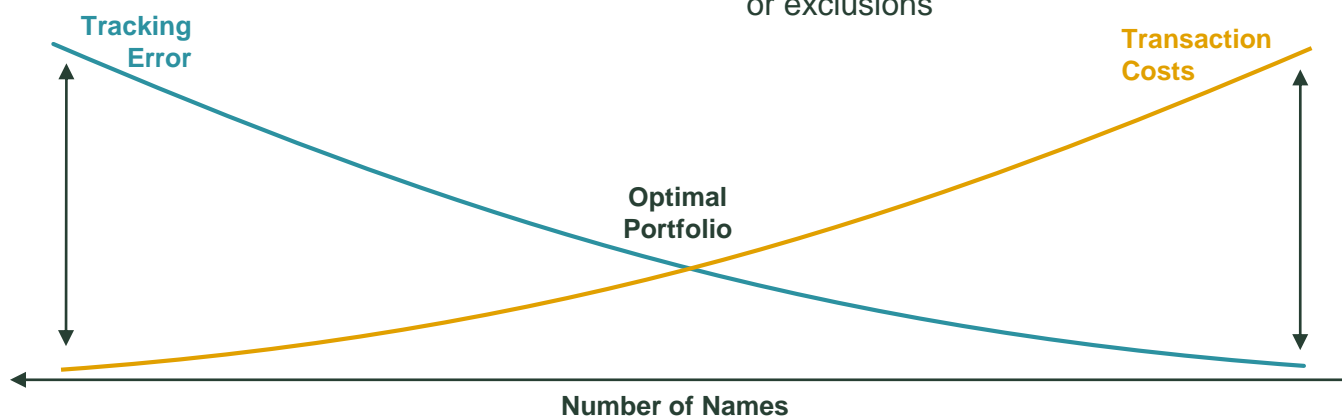 or exclusions
Tracking
Error
Transaction
Costs
Optimal
Portfolio
Number of Names